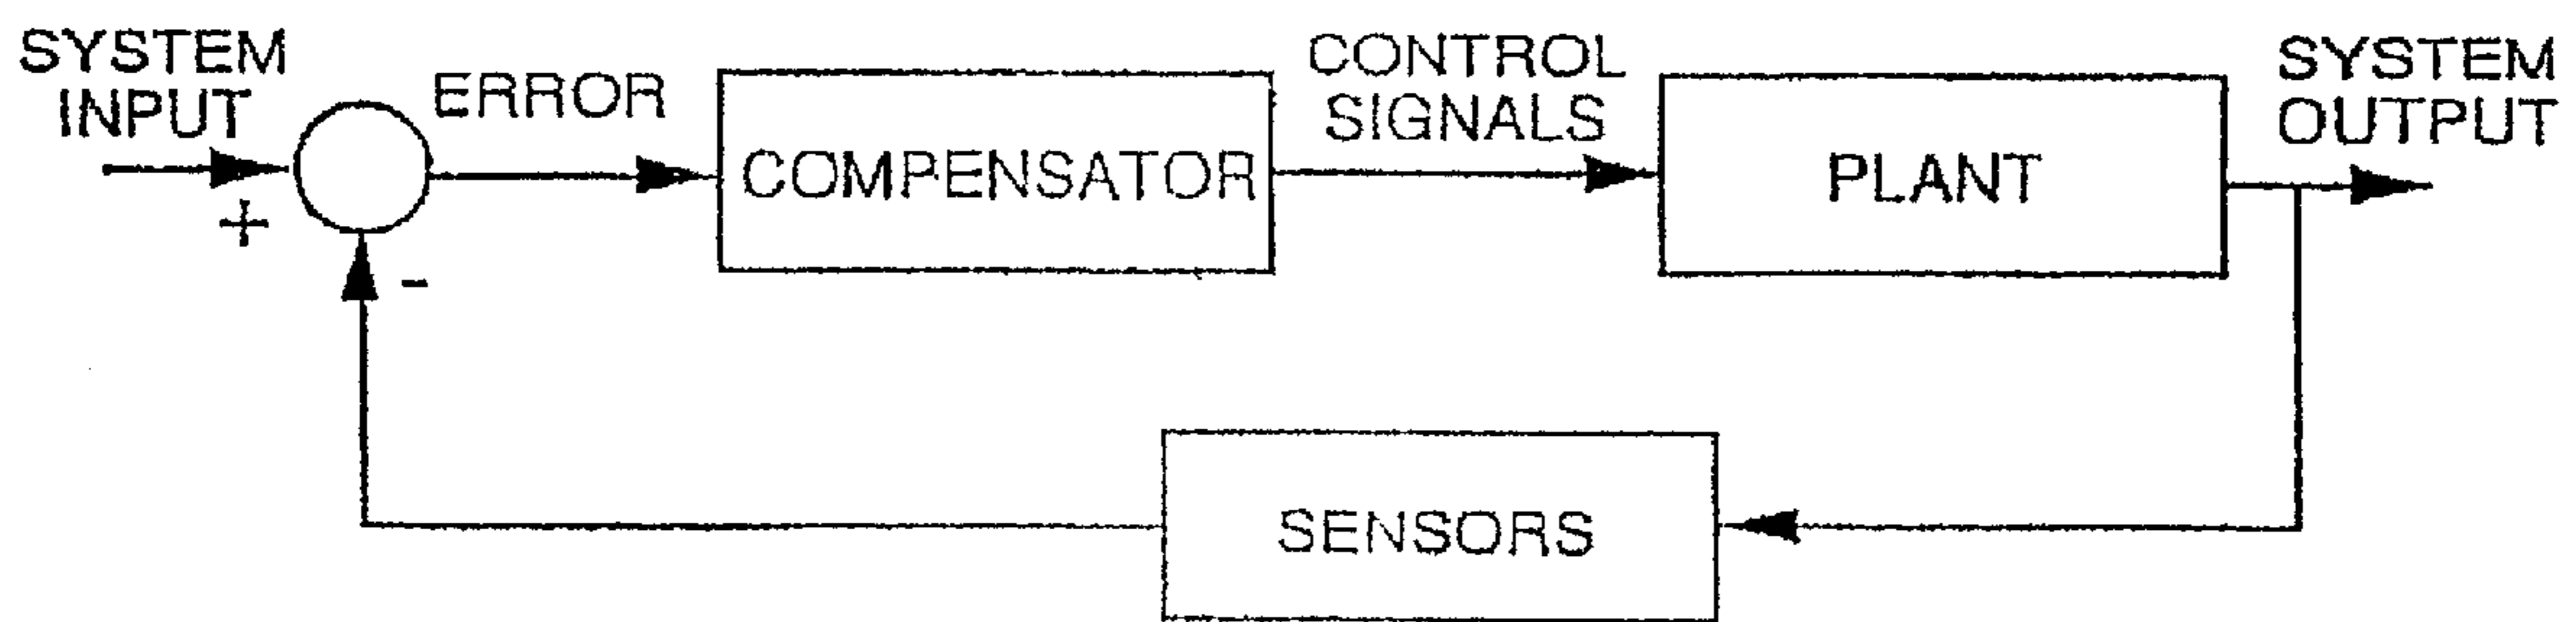 SYSTEM
INPUT
ERROR
COMPENSATOR
CONTROL
SIGNALS
PLANT
SYSTEM
OUTPUT
+
-
SENSORS